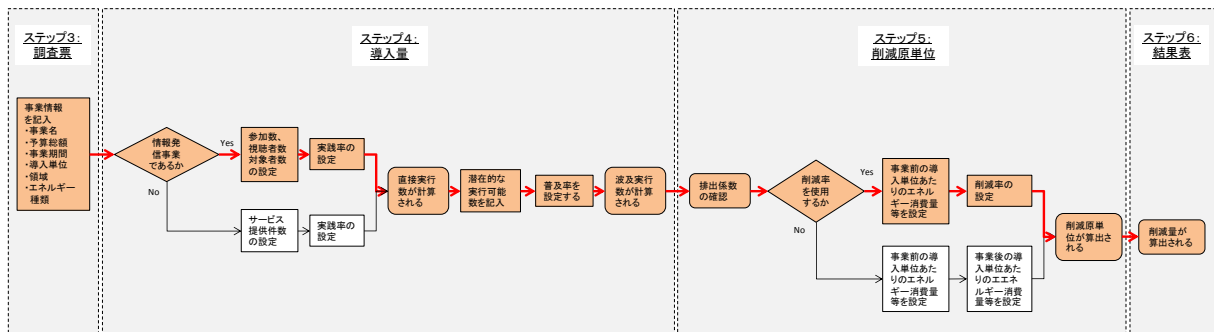 ステップ3:
調査票
事業情報
を記入
・事業名
・予算総額
・事業期間
・導入単位
・領域
・エネルギー
種類
ステップ4:
導入量
情報発
信事業
であるか
Yes
No
参加数、
視聴者数
対象者数
の設定
実践率の
設定
サービス
提供件数
の設定
実践率の
設定
直接実行
数が計算
される
潜在的な
実行可能
数を記入
普及率を
設定する
波及実行
数が計算
される
ステップ5:
削減原単位
排出係数
の確認
削減率
を使用
するか
Yes
No
事業前の導
入単位あた
りのエネル
ギー消費量
等を設定
削減率の
設定
事業前の導
入単位あた
りのエネル
ギー消費量
等を設定
事業後の導
入単位あた
りのエエネ
ルギー消費
量等を設定
削減原単
位が算出さ
れる
ステップ6:
結果表
削減量が
算出される